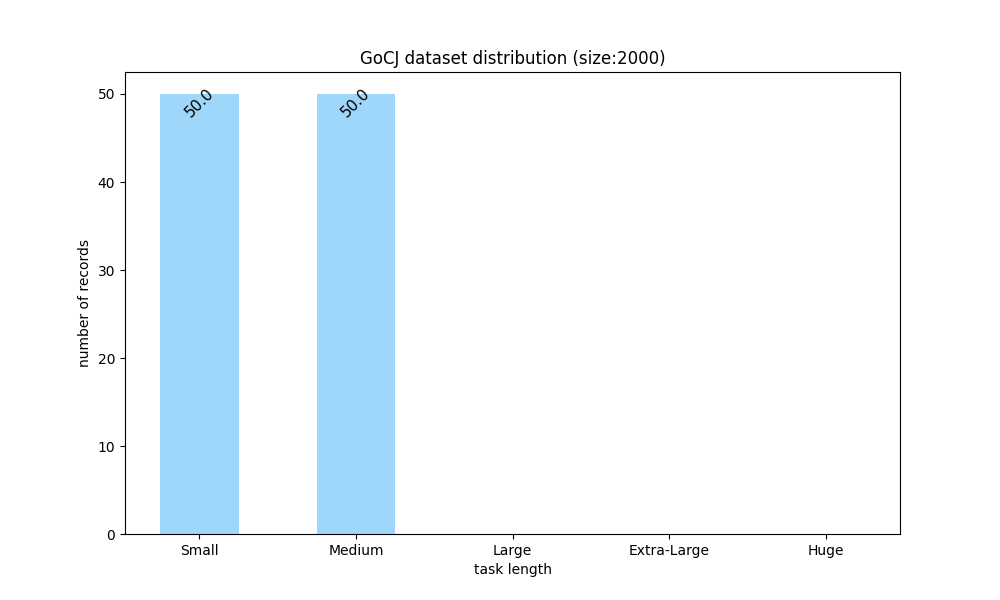 GoCJ dataset distribution (size:2000)
number of records
50
40
30
20
10
0
50.0
50.0
Small
Medium
Large
Extra-Large
Huge
task length